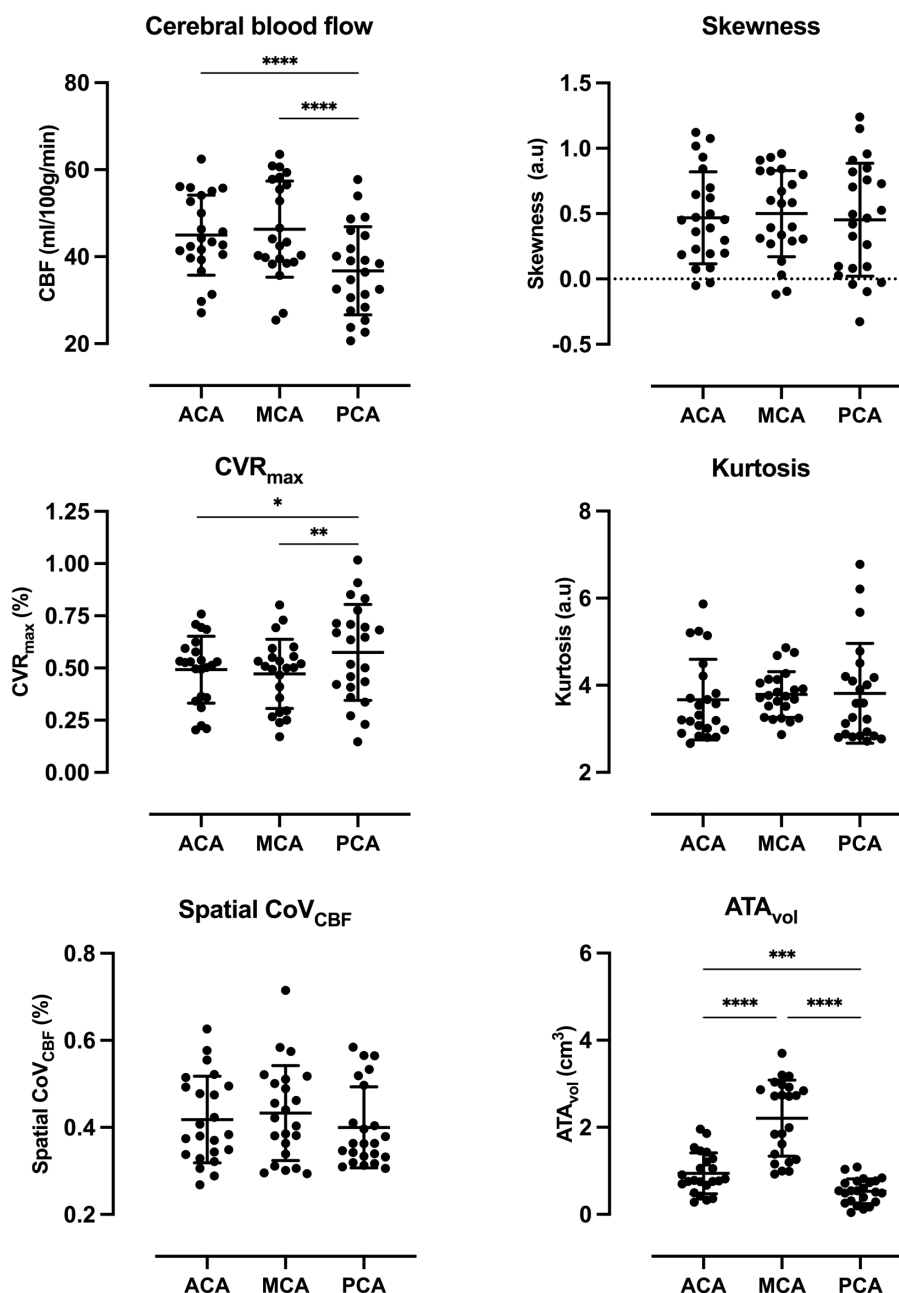 Cerebral blood flow
****
****
CBF (ml/100g/min)
80
60
40
20
ACA MCA PCA
Skewness
Skewness (a.u)
1.5
1.0
0.5
0.0
-0.5
ACA MCA PCA
CVRmax
*
**
CVRmax (%)
1.25
1.00
0.75
0.50
0.25
0.00
ACA MCA PCA
Kurtosis
Kurtosis (a.u)
8
6
4
2
ACA MCA PCA
Spatial CoVCBF
Spatial CoVCBF (%)
0.8
0.6
0.4
0.2
ACA MCA PCA
ATAvol
***
**** ****
ATAvol (cm³)
6
4
2
0
ACA MCA PCA